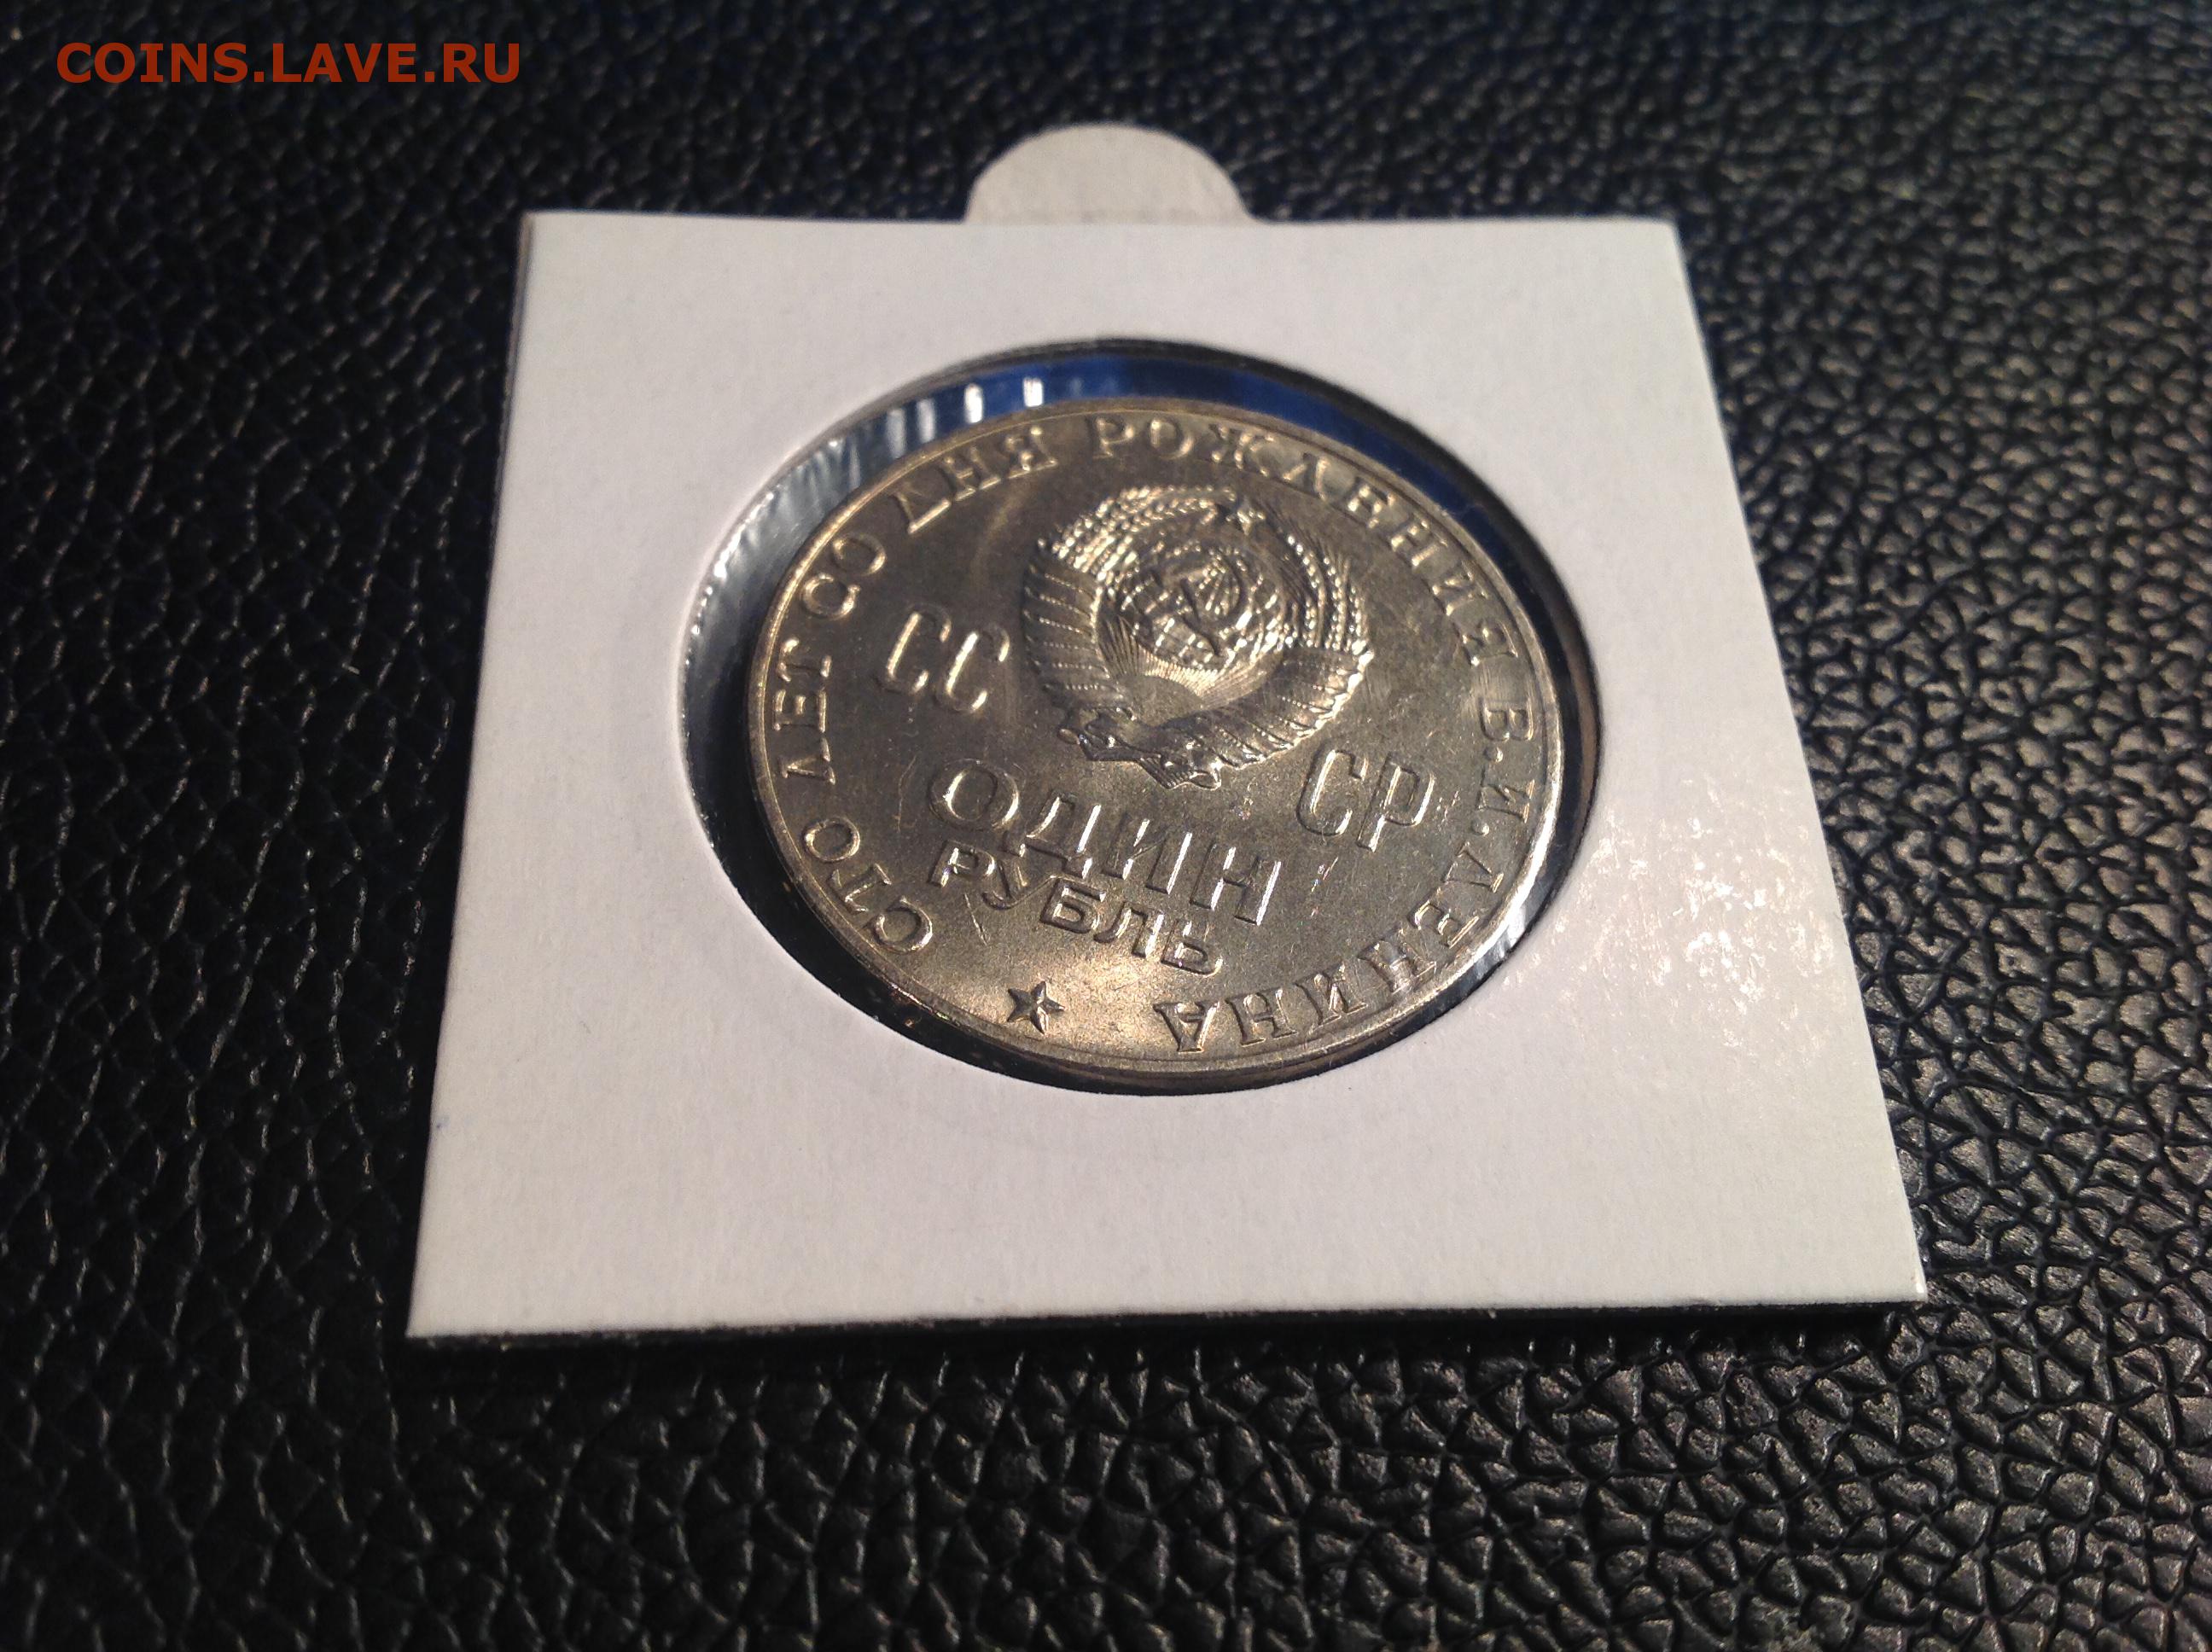 COINS.LAVE.RU
СТО ЛЕТ СО ДНЯ РОЖДЕНИЯ В.И.ЛЕНИНА
СС СР
ОДИН
РУБЛЬ